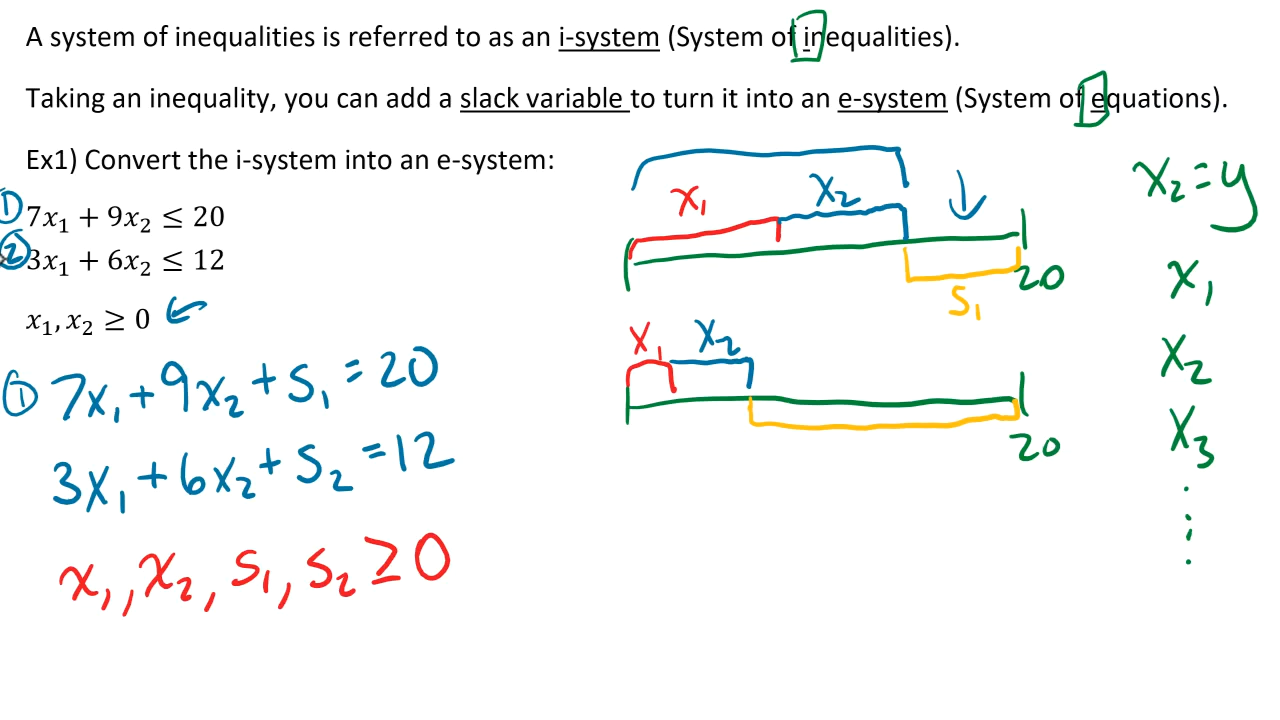 A system of inequalities is referred to as an i-system (System of inequalities).
Taking an inequality, you can add a slack variable to turn it into an e-system (System of equations).
Ex1) Convert the i-system into an e-system:
① 7x₁ + 9x₂ ≤ 20
② 3x₁ + 6x₂ ≤ 12
x₁, x₂ ≥ 0
① 7x₁ + 9x₂ + S₁ = 20
3x₁ + 6x₂ + S₂ = 12
x₁, x₂, S₁, S₂ ≥ 0
x₁ x₂
S₁ 20
x₁ x₂
20
x₂ = y
x₁
x₂
x₃
⋮